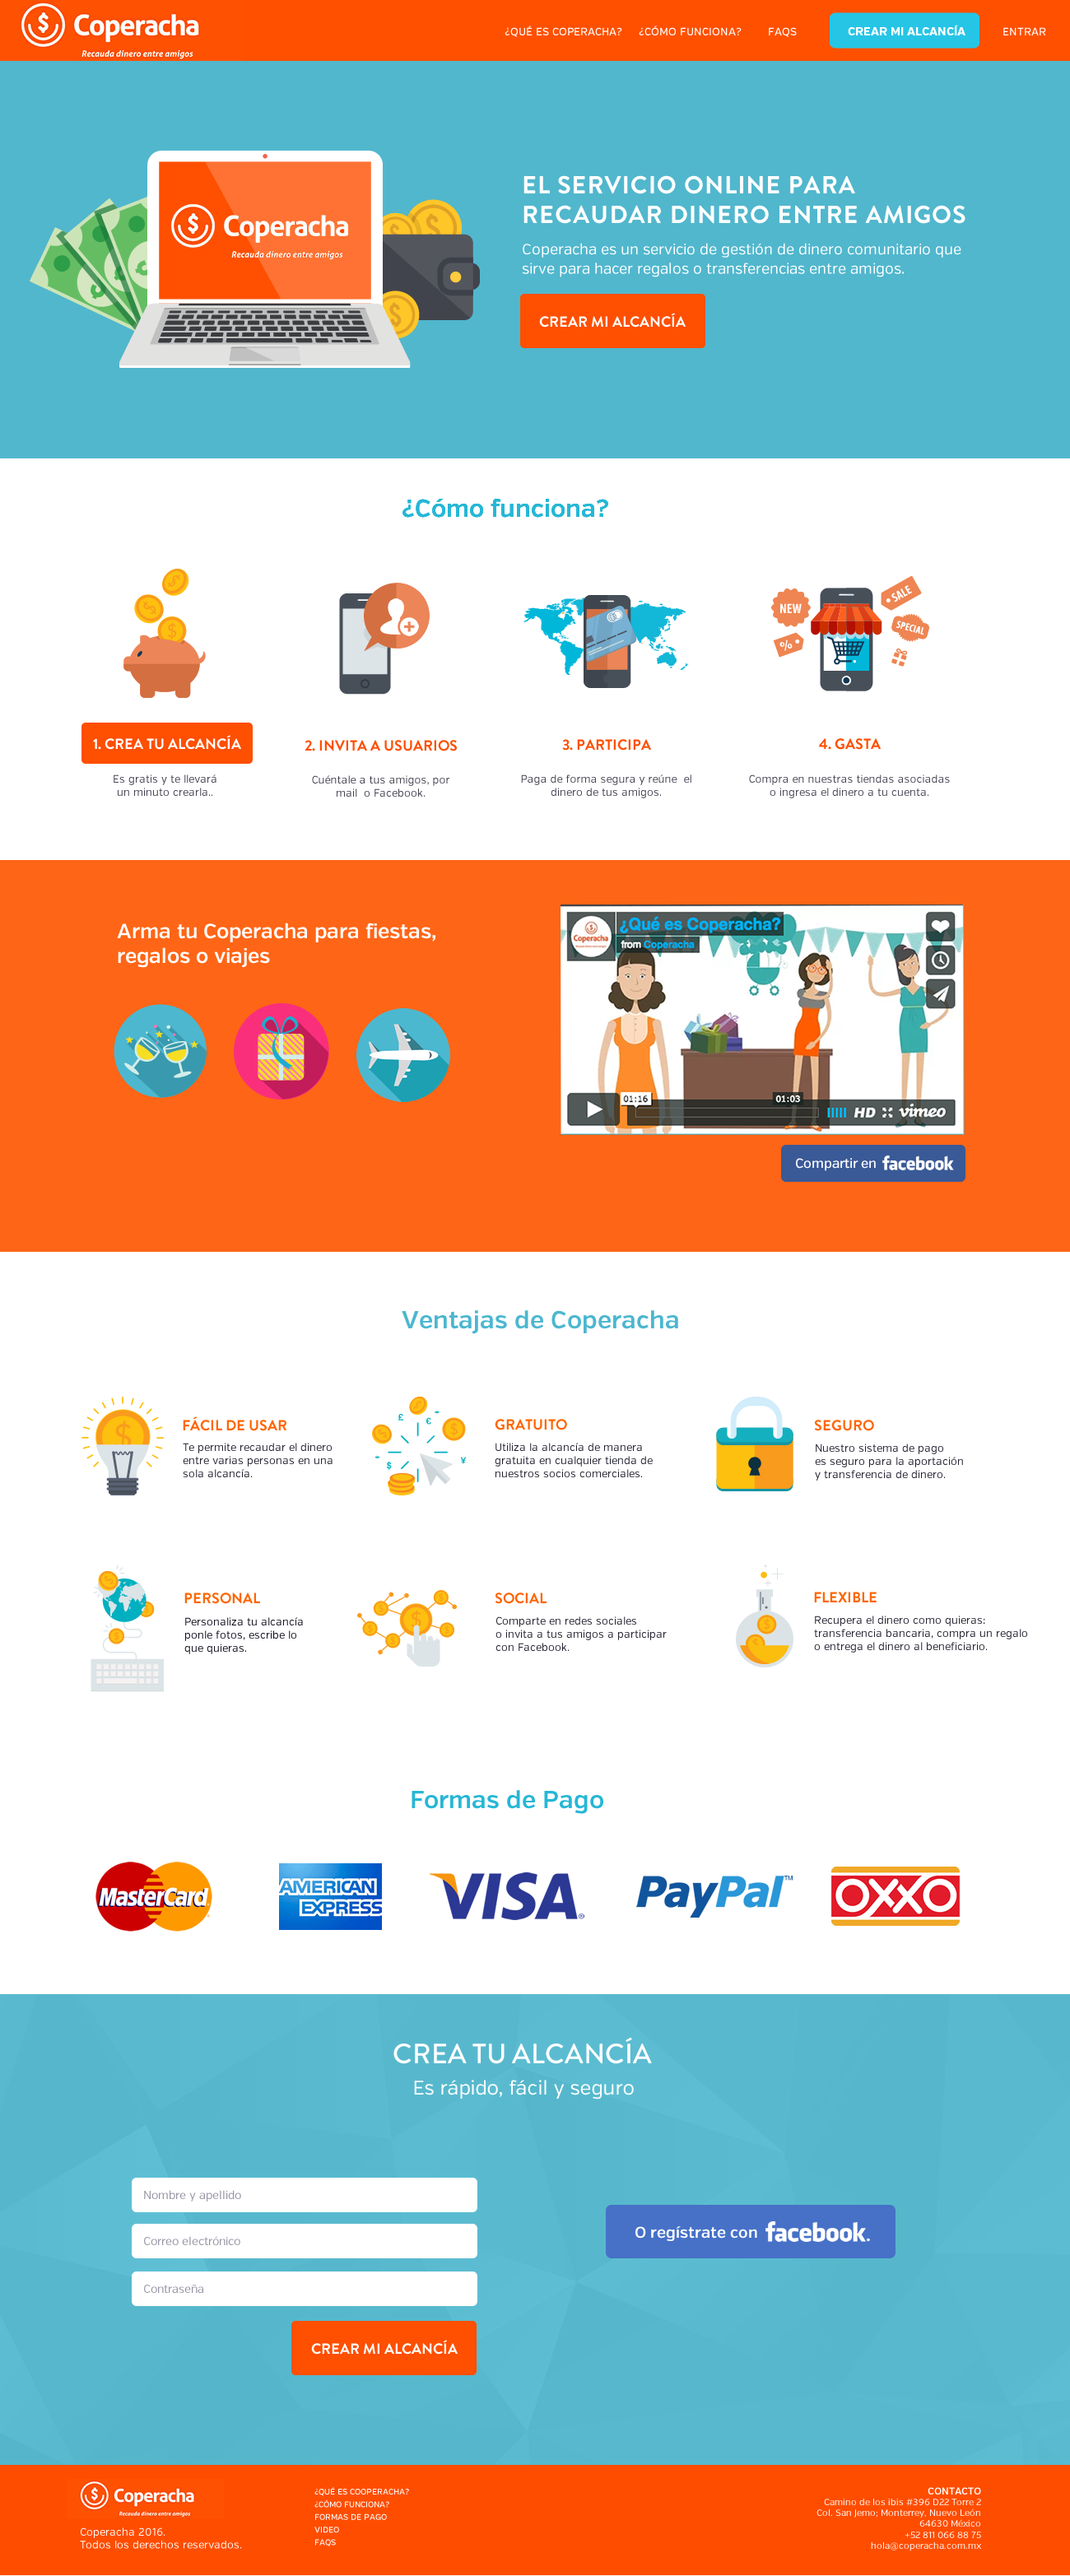 Coperacha
Recauda dinero entre amigos
¿QUÉ ES COPERACHA?
¿CÓMO FUNCIONA?
FAQS
CREAR MI ALCANCÍA
ENTRAR
Coperacha
Recauda dinero entre amigos
EL SERVICIO ONLINE PARA
RECAUDAR DINERO ENTRE AMIGOS
Coperacha es un servicio de gestión de dinero comunitario que
sirve para hacer regalos o transferencias entre amigos.
CREAR MI ALCANCÍA
¿Cómo funciona?
NEW
SALE
SPECIAL
%
1. CREA TU ALCANCÍA
Es gratis y te llevará
un minuto crearla..
2. INVITA A USUARIOS
Cuéntale a tus amigos, por
mail o Facebook.
3. PARTICIPA
Paga de forma segura y reúne el
dinero de tus amigos.
4. GASTA
Compra en nuestras tiendas asociadas
o ingresa el dinero a tu cuenta.
Arma tu Coperacha para fiestas,
regalos o viajes
Coperacha
¿Qué es Coperacha?
from Coperacha
01:16
01:03
HD
vimeo
Compartir en facebook
Ventajas de Coperacha
FÁCIL DE USAR
Te permite recaudar el dinero
entre varias personas en una
sola alcancía.
GRATUITO
Utiliza la alcancía de manera
gratuita en cualquier tienda de
nuestros socios comerciales.
SEGURO
Nuestro sistema de pago
es seguro para la aportación
y transferencia de dinero.
PERSONAL
Personaliza tu alcancía
ponle fotos, escribe lo
que quieras.
SOCIAL
Comparte en redes sociales
o invita a tus amigos a participar
con Facebook.
FLEXIBLE
Recupera el dinero como quieras:
transferencia bancaria, compra un regalo
o entrega el dinero al beneficiario.
Formas de Pago
MasterCard
AMERICAN
EXPRESS
VISA®
PayPal™
OXXO
CREA TU ALCANCÍA
Es rápido, fácil y seguro
Nombre y apellido
Correo electrónico
Contraseña
CREAR MI ALCANCÍA
O regístrate con facebook.
Coperacha
Recauda dinero entre amigos
Coperacha 2016.
Todos los derechos reservados.
¿QUÉ ES COOPERACHA?
¿CÓMO FUNCIONA?
FORMAS DE PAGO
VIDEO
FAQS
CONTACTO
Camino de los ibis #396 D22 Torre 2
Col. San Jemo; Monterrey, Nuevo León
64630 México
+52 811 066 88 75
hola@coperacha.com.mx